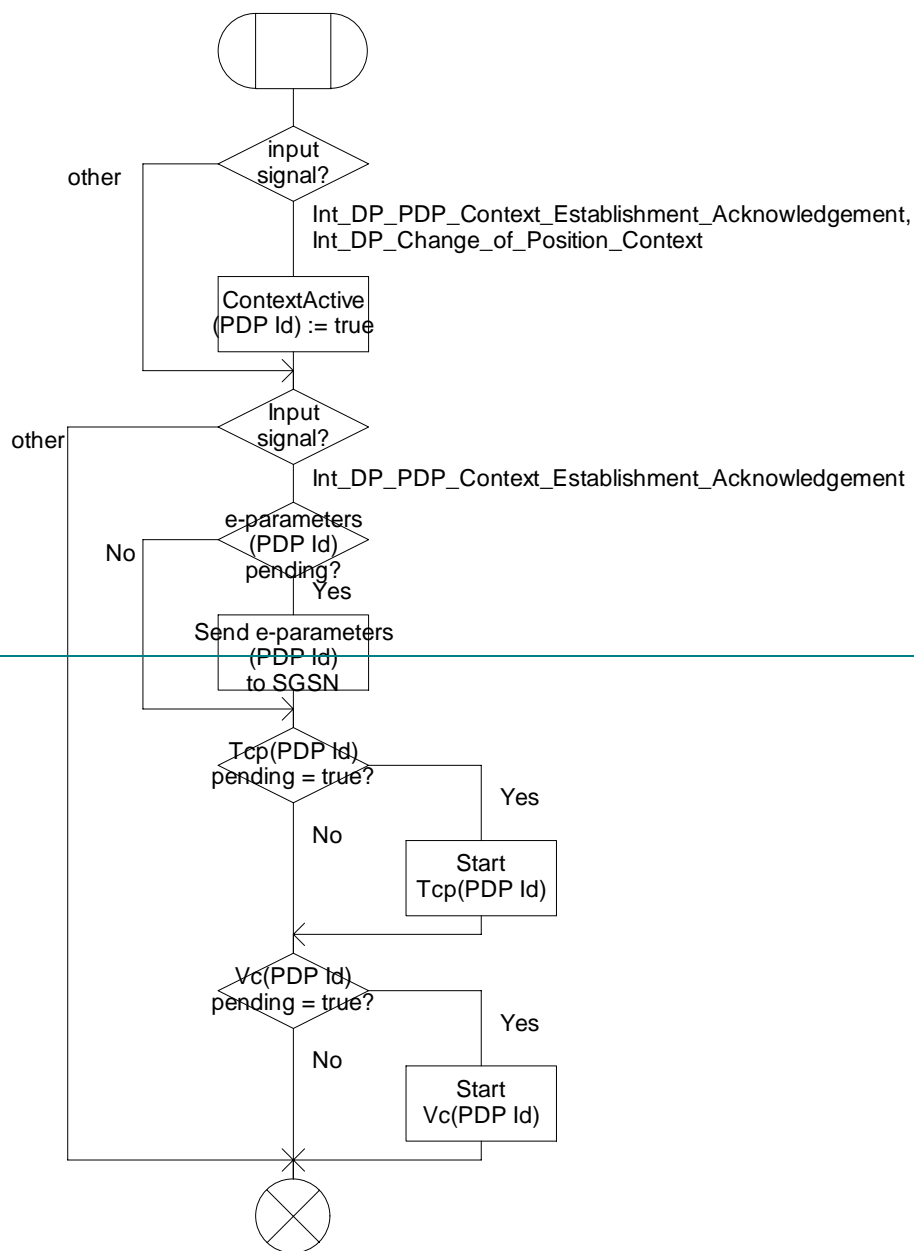 input
signal?
other
Int_DP_PDP_Context_Establishment_Acknowledgement,
Int_DP_Change_of_Position_Context
ContextActive
(PDP Id) := true
Input
signal?
other
Int_DP_PDP_Context_Establishment_Acknowledgement
e-parameters
(PDP Id)
pending?
No
Yes
Send e-parameters
(PDP Id)
to SGSN
Tcp(PDP Id)
pending = true?
Yes
No
Start
Tcp(PDP Id)
Vc(PDP Id)
pending = true?
Yes
No
Start
Vc(PDP Id)